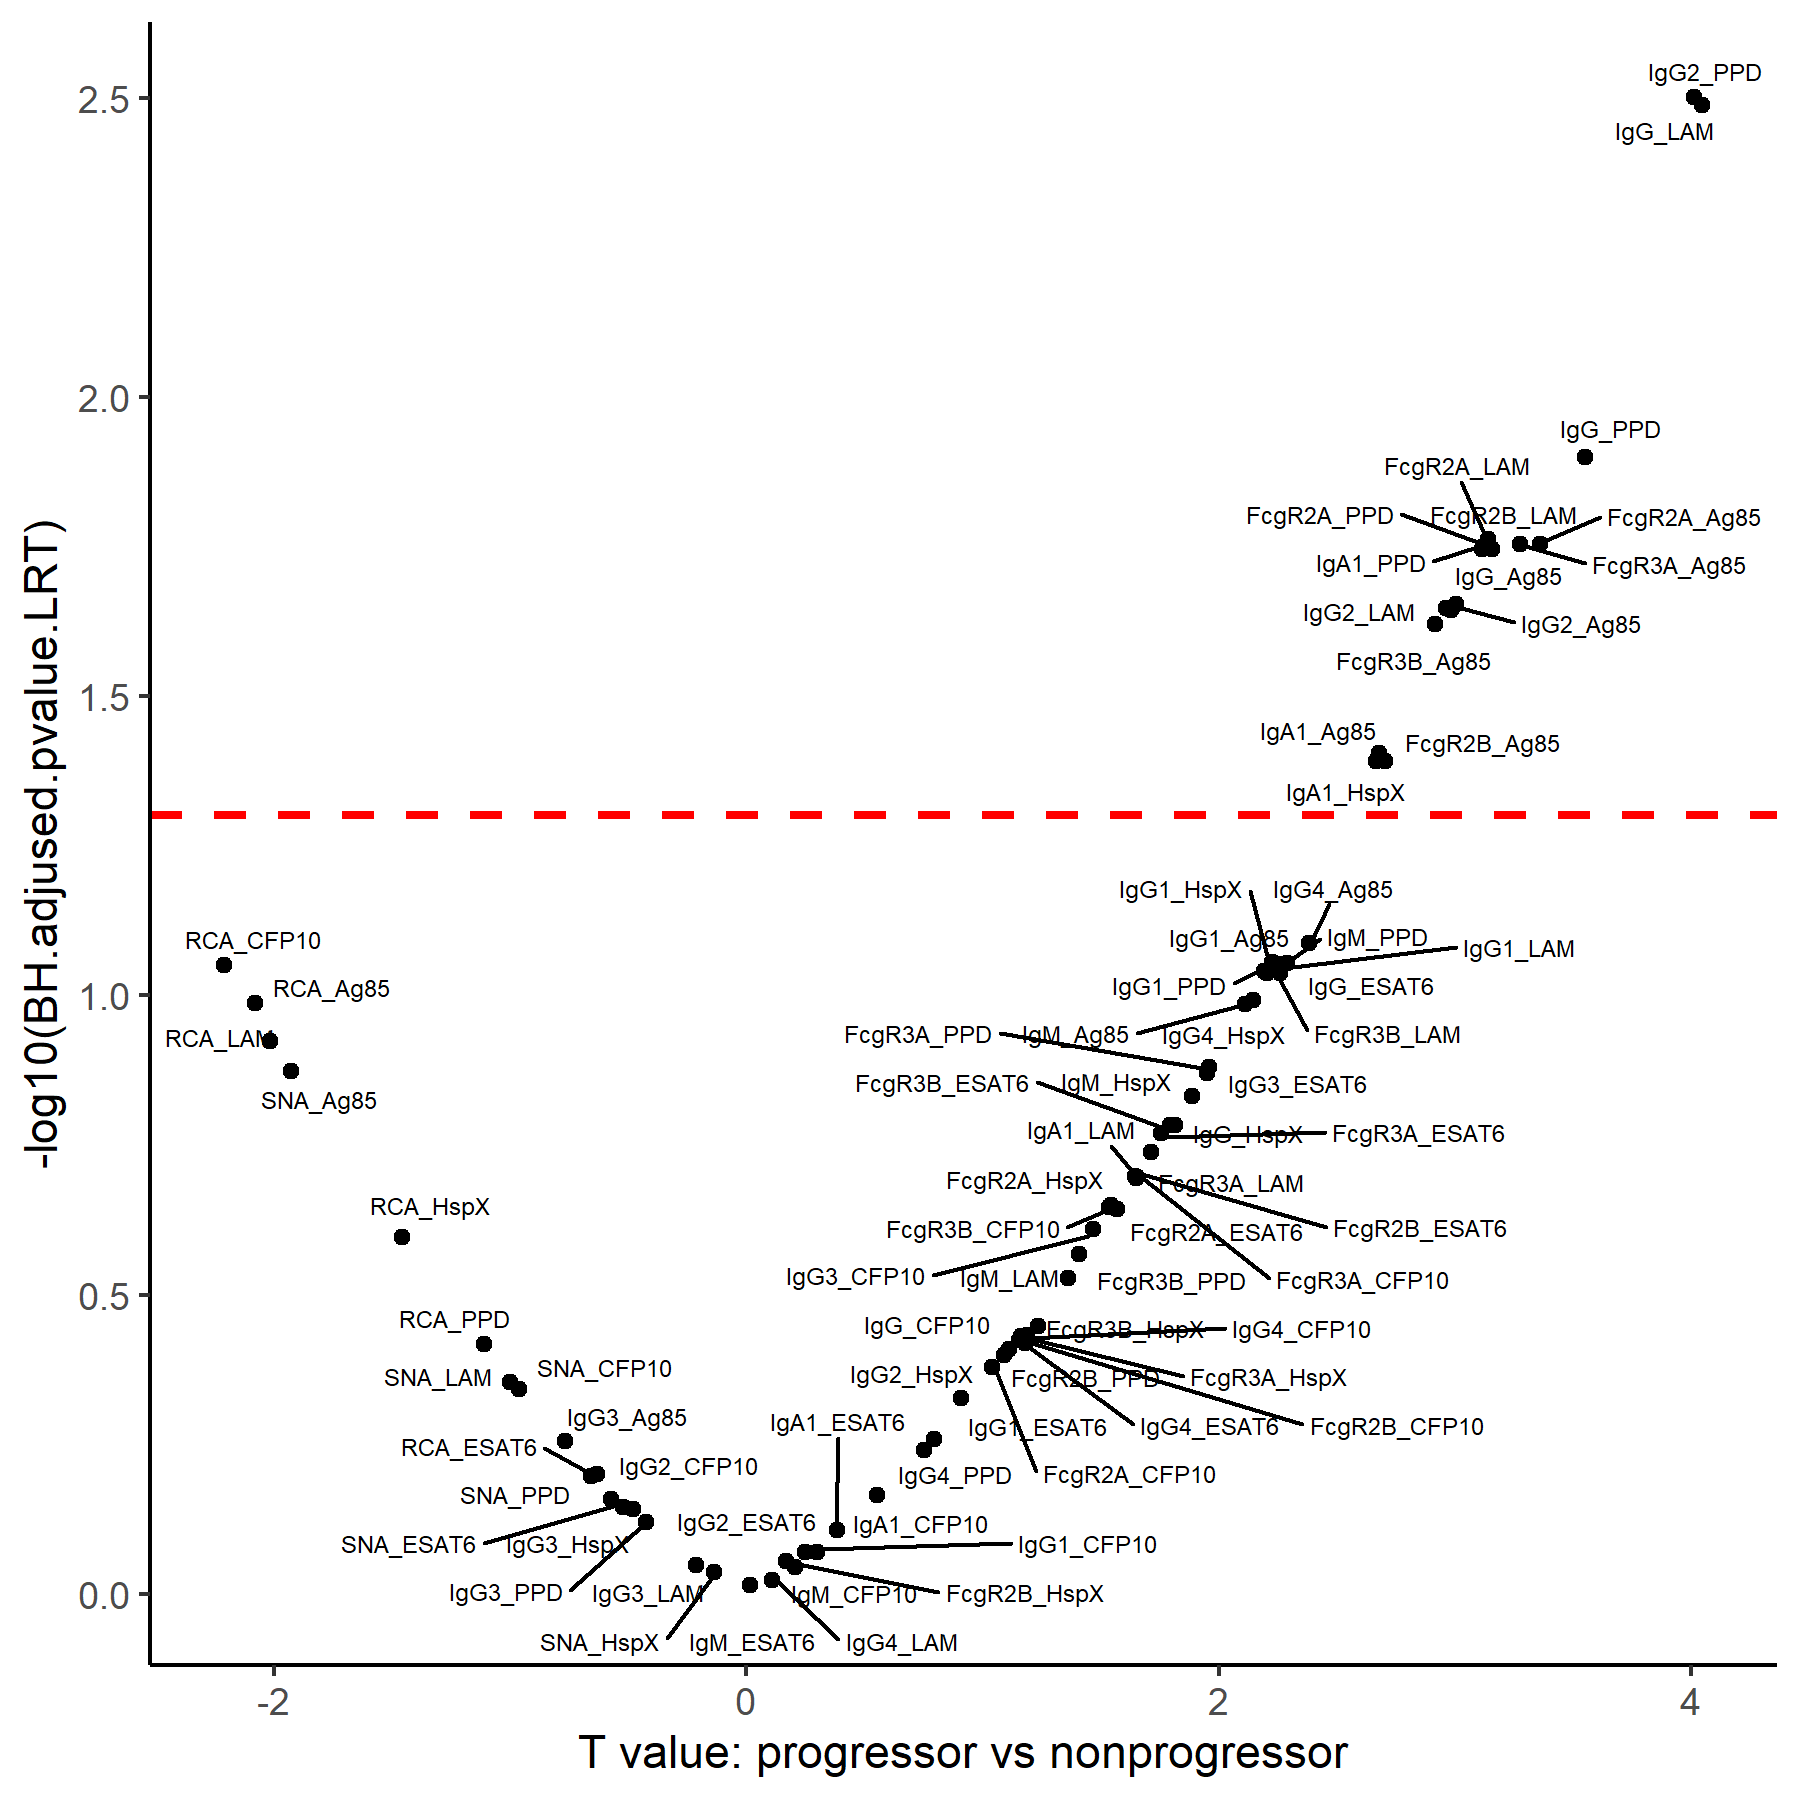 IgG2_PPD
2.5
IgG_LAM
2.0
IgG_PPD
FcgR2A_LAM
FcgR2A_PPD
FcgR2B_LAM
FcgR2A_Ag85
IgA1_PPD
FcgR3A_Ag85
IgG_Ag85
IgG2_LAM
IgG2_Ag85
FcgR3B_Ag85
1.5
IgA1_Ag85
FcgR2B_Ag85
IgA1_HspX
-log10(BH.adjused.pvalue.LRT)
IgG1_HspX
IgG4_Ag85
RCA_CFP10
IgG1_Ag85
IgM_PPD
IgG1_LAM
RCA_Ag85
1.0
IgG1_PPD
IgG_ESAT6
RCA_LAM
FcgR3A_PPD
IgM_Ag85
IgG4_HspX
FcgR3B_LAM
SNA_Ag85
FcgR3B_ESAT6
IgM_HspX
IgG3_ESAT6
IgA1_LAM
IgG_HspX
FcgR3A_ESAT6
FcgR2A_HspX
FcgR3A_LAM
RCA_HspX
FcgR3B_CFP10
FcgR2A_ESAT6
FcgR2B_ESAT6
IgG3_CFP10
IgM_LAM
FcgR3B_PPD
FcgR3A_CFP10
0.5
RCA_PPD
IgG_CFP10
FcgR3B_HspX
IgG4_CFP10
SNA_LAM
SNA_CFP10
IgG2_HspX
FcgR2B_PPD
FcgR3A_HspX
IgG3_Ag85
IgA1_ESAT6
IgG1_ESAT6
IgG4_ESAT6
FcgR2B_CFP10
RCA_ESAT6
IgG2_CFP10
IgG4_PPD
FcgR2A_CFP10
SNA_PPD
IgG2_ESAT6
IgA1_CFP10
SNA_ESAT6
IgG3_HspX
IgG1_CFP10
0.0
IgG3_PPD
IgG3_LAM
IgM_CFP10
FcgR2B_HspX
SNA_HspX
IgM_ESAT6
IgG4_LAM
-2
0
2
4
T value: progressor vs nonprogressor